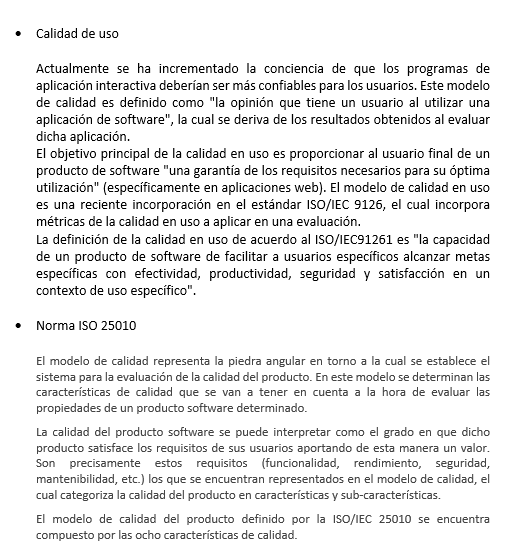 • Calidad de uso
Actualmente se ha incrementado la conciencia de que los programas de
aplicación interactiva deberían ser más confiables para los usuarios. Este modelo
de calidad es definido como "la opinión que tiene un usuario al utilizar una
aplicación de software", la cual se deriva de los resultados obtenidos al evaluar
dicha aplicación.
El objetivo principal de la calidad en uso es proporcionar al usuario final de un
producto de software "una garantía de los requisitos necesarios para su óptima
utilización" (específicamente en aplicaciones web). El modelo de calidad en uso
es una reciente incorporación en el estándar ISO/IEC 9126, el cual incorpora
métricas de la calidad en uso a aplicar en una evaluación.
La definición de la calidad en uso de acuerdo al ISO/IEC91261 es "la capacidad
de un producto de software de facilitar a usuarios específicos alcanzar metas
específicas con efectividad, productividad, seguridad y satisfacción en un
contexto de uso específico".
• Norma ISO 25010
El modelo de calidad representa la piedra angular en torno a la cual se establece el
sistema para la evaluación de la calidad del producto. En este modelo se determinan las
características de calidad que se van a tener en cuenta a la hora de evaluar las
propiedades de un producto software determinado.
La calidad del producto software se puede interpretar como el grado en que dicho
producto satisface los requisitos de sus usuarios aportando de esta manera un valor.
Son precisamente estos requisitos (funcionalidad, rendimiento, seguridad,
mantenibilidad, etc.) los que se encuentran representados en el modelo de calidad, el
cual categoriza la calidad del producto en características y sub-características.
El modelo de calidad del producto definido por la ISO/IEC 25010 se encuentra
compuesto por las ocho características de calidad.